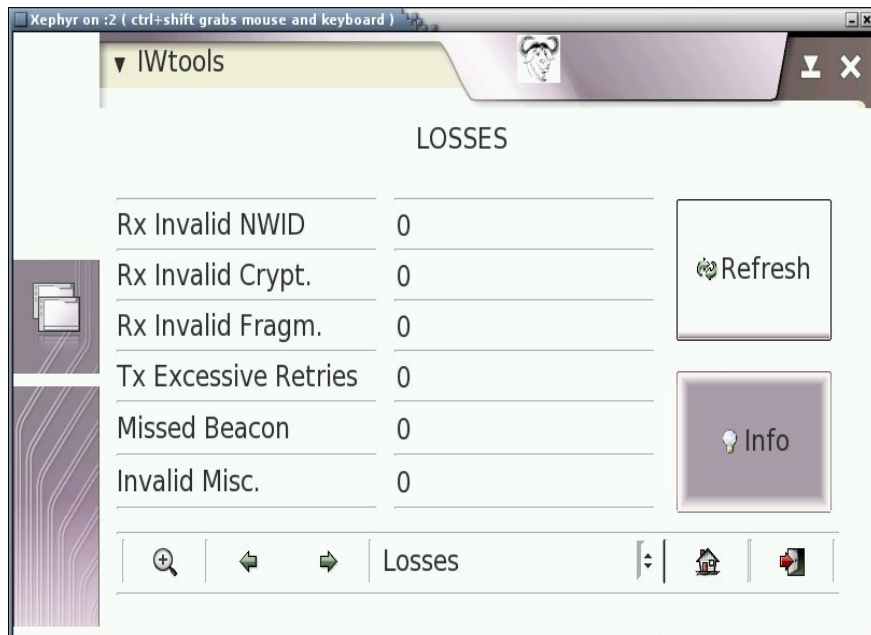 Xephyr on :2 ( ctrl+shift grabs mouse and keyboard )
IWtools
LOSSES
Rx Invalid NWID 0
Rx Invalid Crypt. 0
Rx Invalid Fragm. 0
Tx Excessive Retries 0
Missed Beacon 0
Invalid Misc. 0
Refresh
Info
Losses